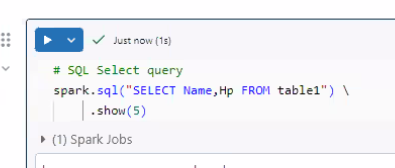 Just now (1s)
# SQL Select query
spark.sql("SELECT Name,Hp FROM table1") \
.show(5)
(1) Spark Jobs